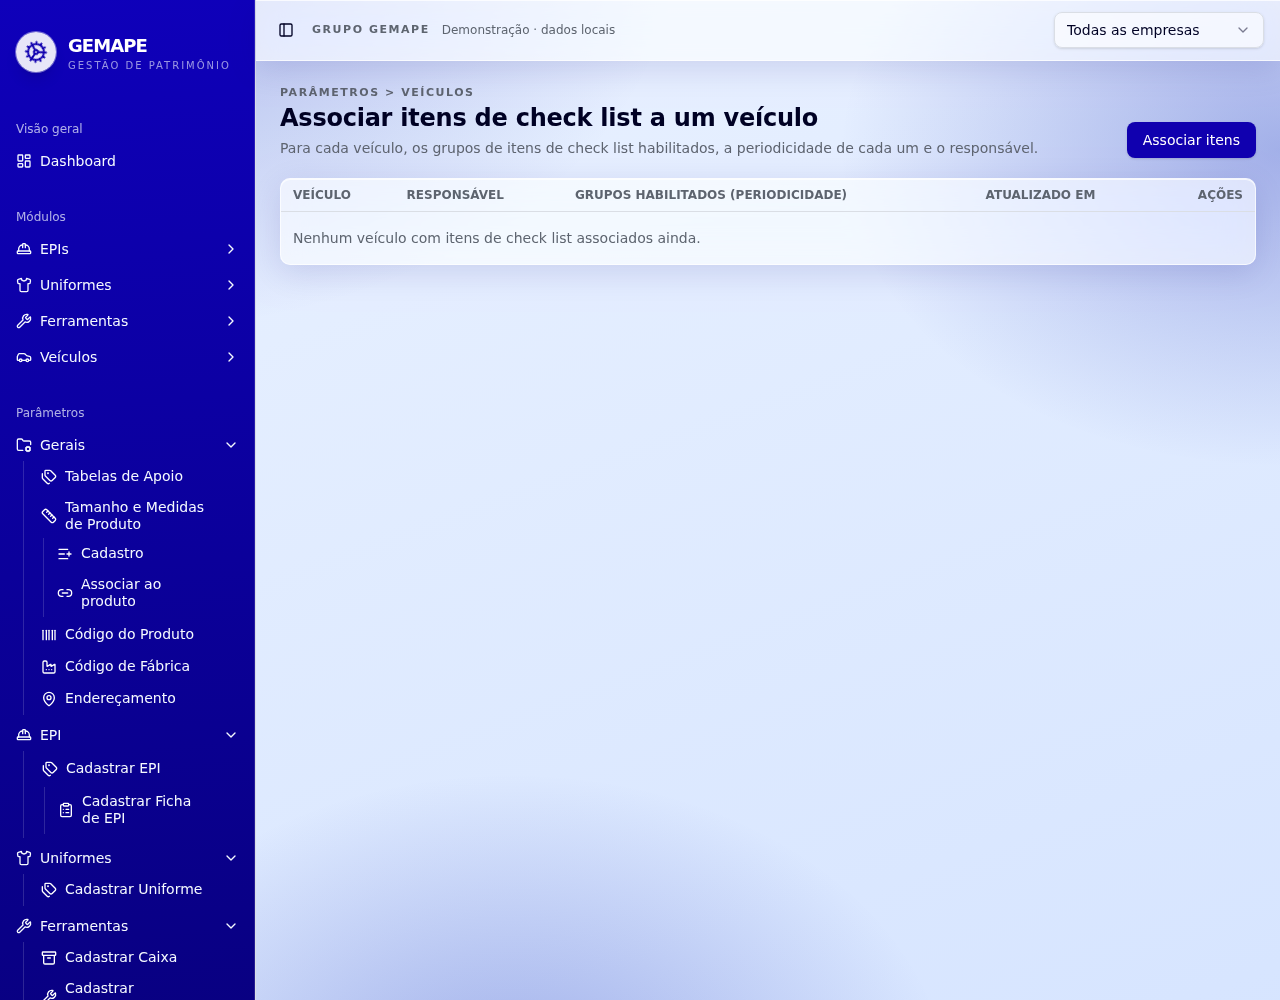 GEMAPE
GESTÃO DE PATRIMÔNIO
Visão geral
Dashboard
Módulos
EPIs
Uniformes
Ferramentas
Veículos
Parâmetros
Gerais
Tabelas de Apoio
Tamanho e Medidas
de Produto
Cadastro
Associar ao
produto
Código do Produto
Código de Fábrica
Endereçamento
EPI
Cadastrar EPI
Cadastrar Ficha
de EPI
Uniformes
Cadastrar Uniforme
Ferramentas
Cadastrar Caixa
Cadastrar
GRUPO GEMAPE Demonstração · dados locais
Todas as empresas
PARÂMETROS > VEÍCULOS
Associar itens de check list a um veículo
Para cada veículo, os grupos de itens de check list habilitados, a periodicidade de cada um e o responsável.
Associar itens
VEÍCULO RESPONSÁVEL GRUPOS HABILITADOS (PERIODICIDADE) ATUALIZADO EM AÇÕES
Nenhum veículo com itens de check list associados ainda.